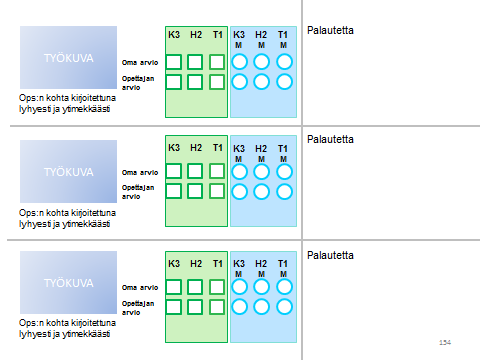 K3 H2 T1 K3 H2 T1 Palautetta
M M M
TYÖKUVA
Oma arvio
Opettajan
arvio
Ops:n kohta kirjoitettuna
lyhyesti ja ytimekkäästi
K3 H2 T1 K3 H2 T1 Palautetta
M M M
TYÖKUVA
Oma arvio
Opettajan
arvio
Ops:n kohta kirjoitettuna
lyhyesti ja ytimekkäästi
K3 H2 T1 K3 H2 T1 Palautetta
M M M
TYÖKUVA
Oma arvio
Opettajan
arvio
Ops:n kohta kirjoitettuna
lyhyesti ja ytimekkäästi
154